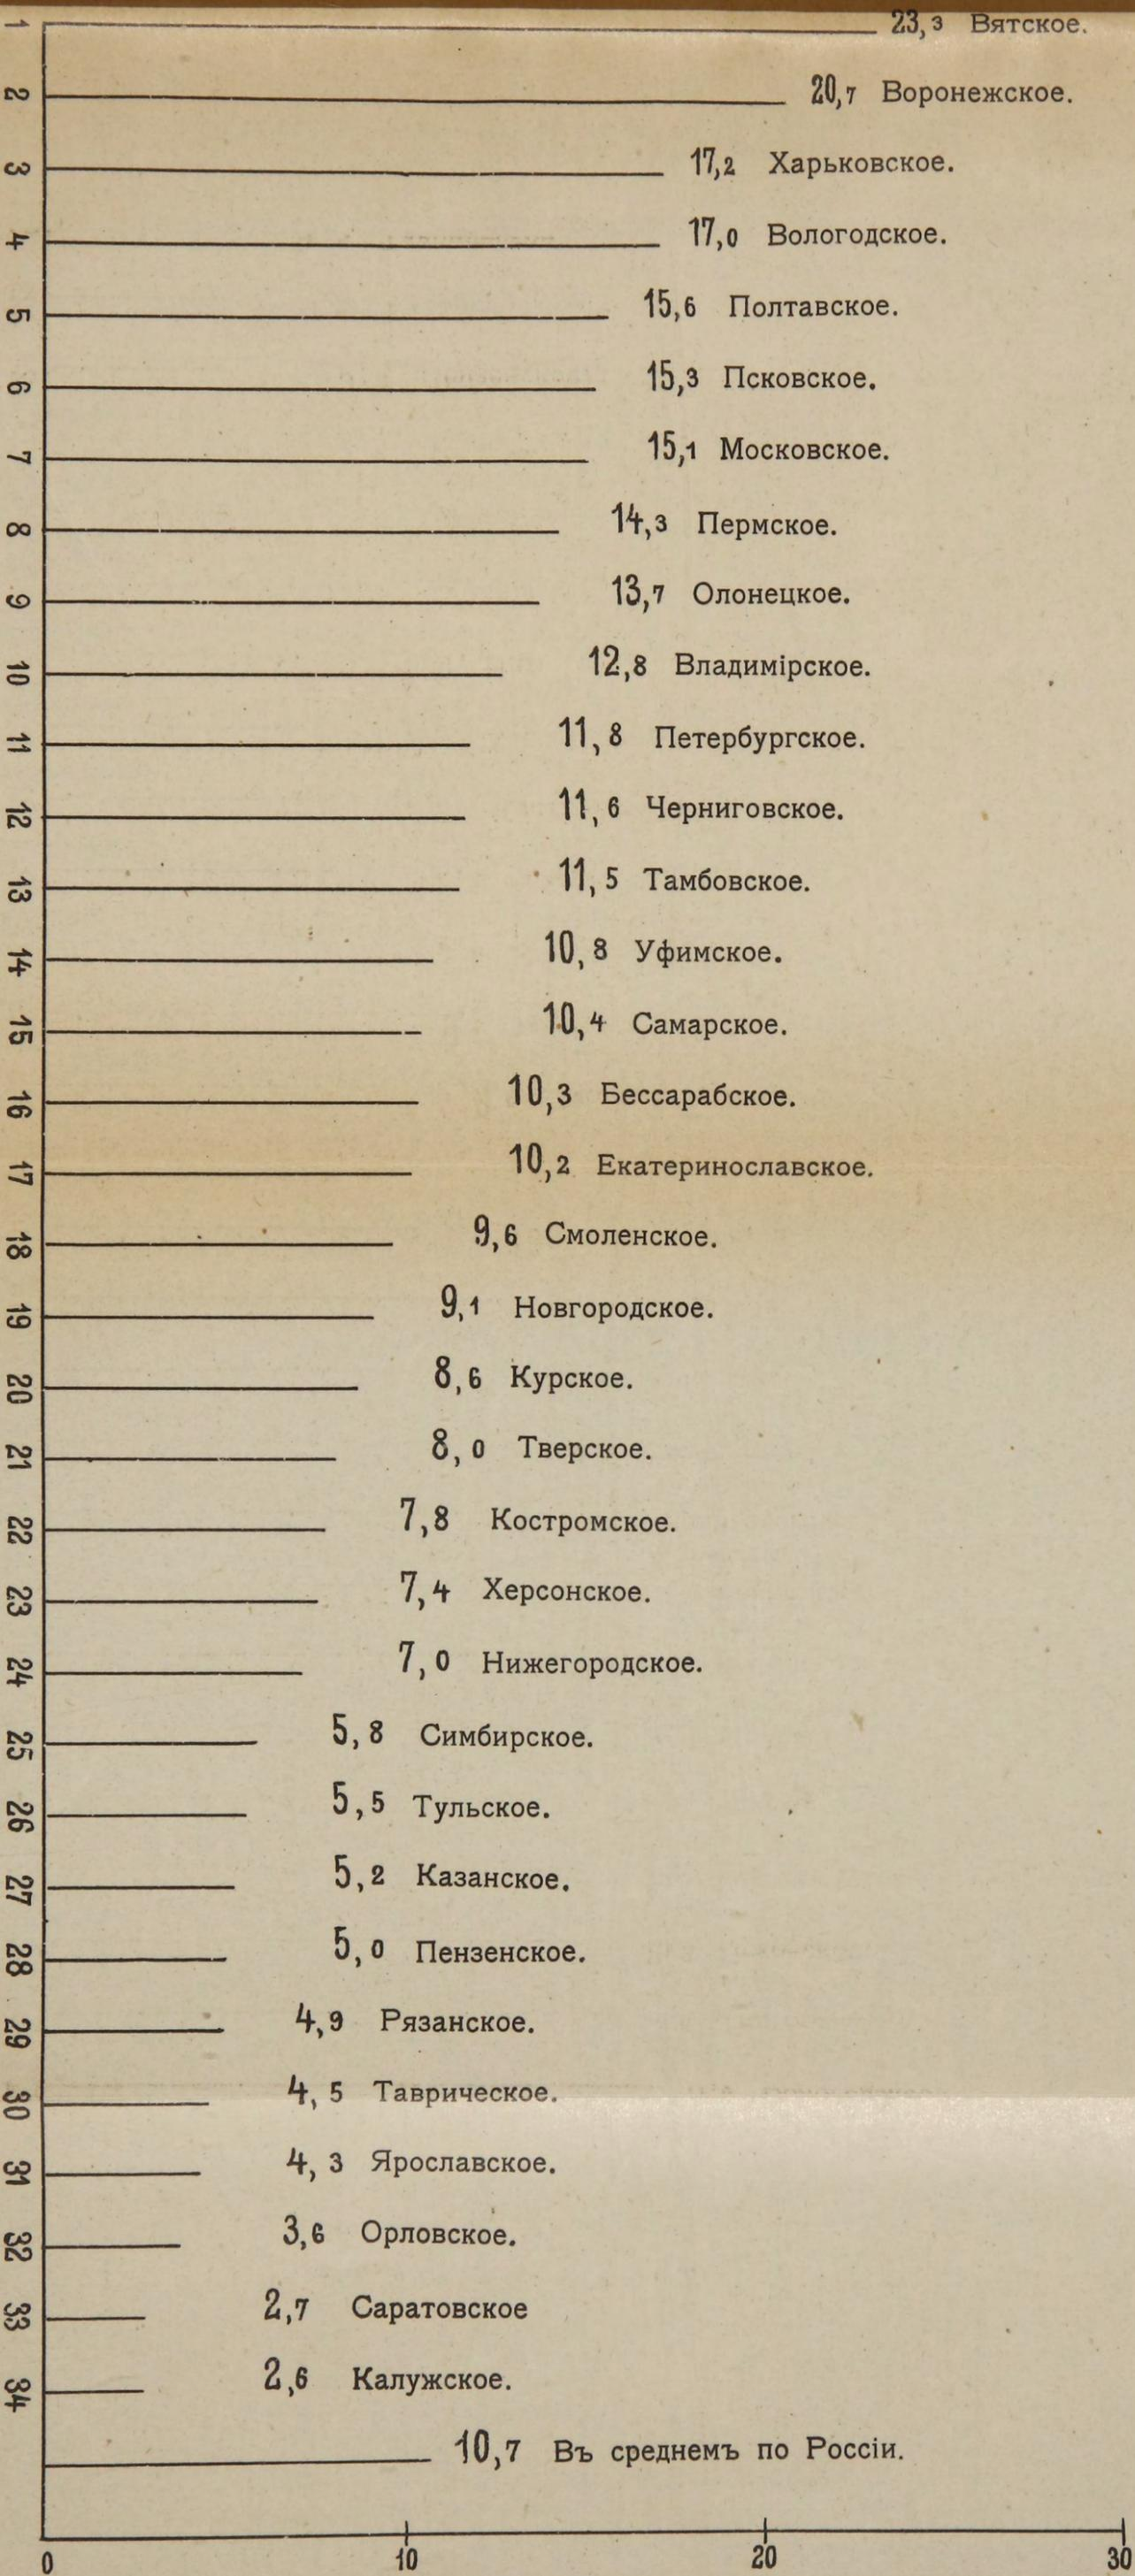 1 23,3 Вятское.
2 20,7 Воронежское.
3 17,2 Харьковское.
4 17,0 Вологодское.
5 15,6 Полтавское.
6 15,3 Псковское.
7 15,1 Московское.
8 14,3 Пермское.
9 13,7 Олонецкое.
10 12,8 Владимірское.
11 11,8 Петербургское.
12 11,6 Черниговское.
13 11,5 Тамбовское.
14 10,8 Уфимское.
15 10,4 Самарское.
16 10,3 Бессарабское.
17 10,2 Екатеринославское.
18 9,6 Смоленское.
19 9,1 Новгородское.
20 8,6 Курское.
21 8,0 Тверское.
22 7,8 Костромское.
23 7,4 Херсонское.
24 7,0 Нижегородское.
25 5,8 Симбирское.
26 5,5 Тульское.
27 5,2 Казанское.
28 5,0 Пензенское.
29 4,9 Рязанское.
30 4,5 Таврическое.
31 4,3 Ярославское.
32 3,6 Орловское.
33 2,7 Саратовское
34 2,6 Калужское.
10,7 Въ среднемъ по Россіи.
0 10 20 30